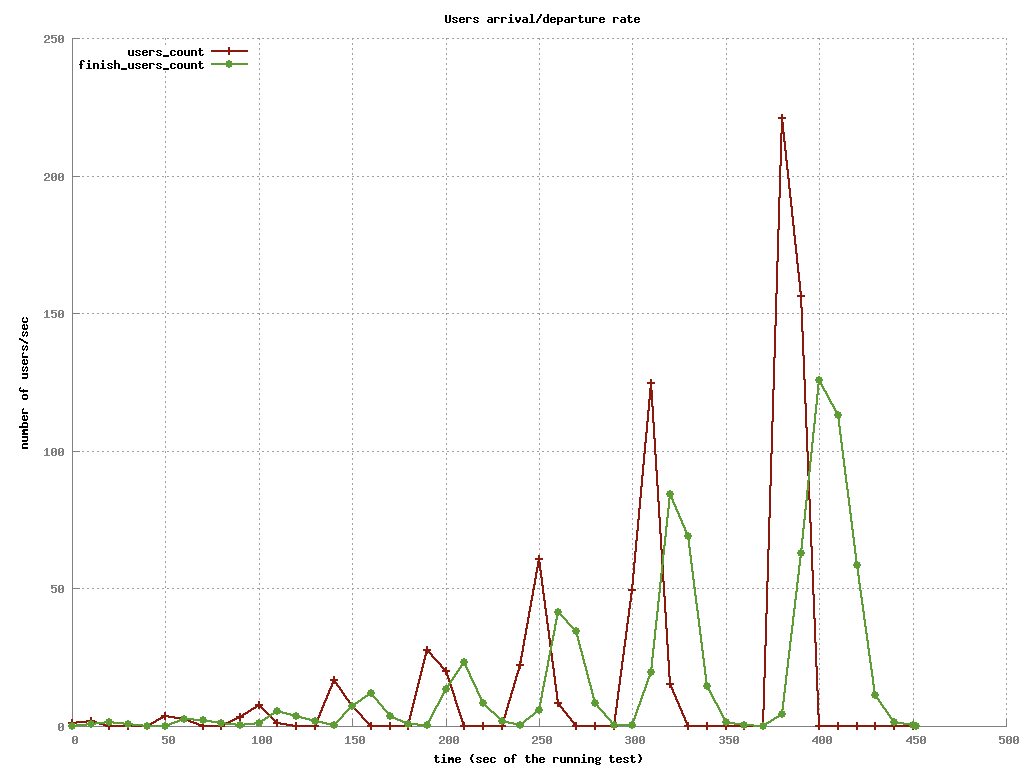 Users arrival/departure rate
users_count
finish_users_count
250
200
150
100
50
0
number of users/sec
0 50 100 150 200 250 300 350 400 450 500
time (sec of the running test)